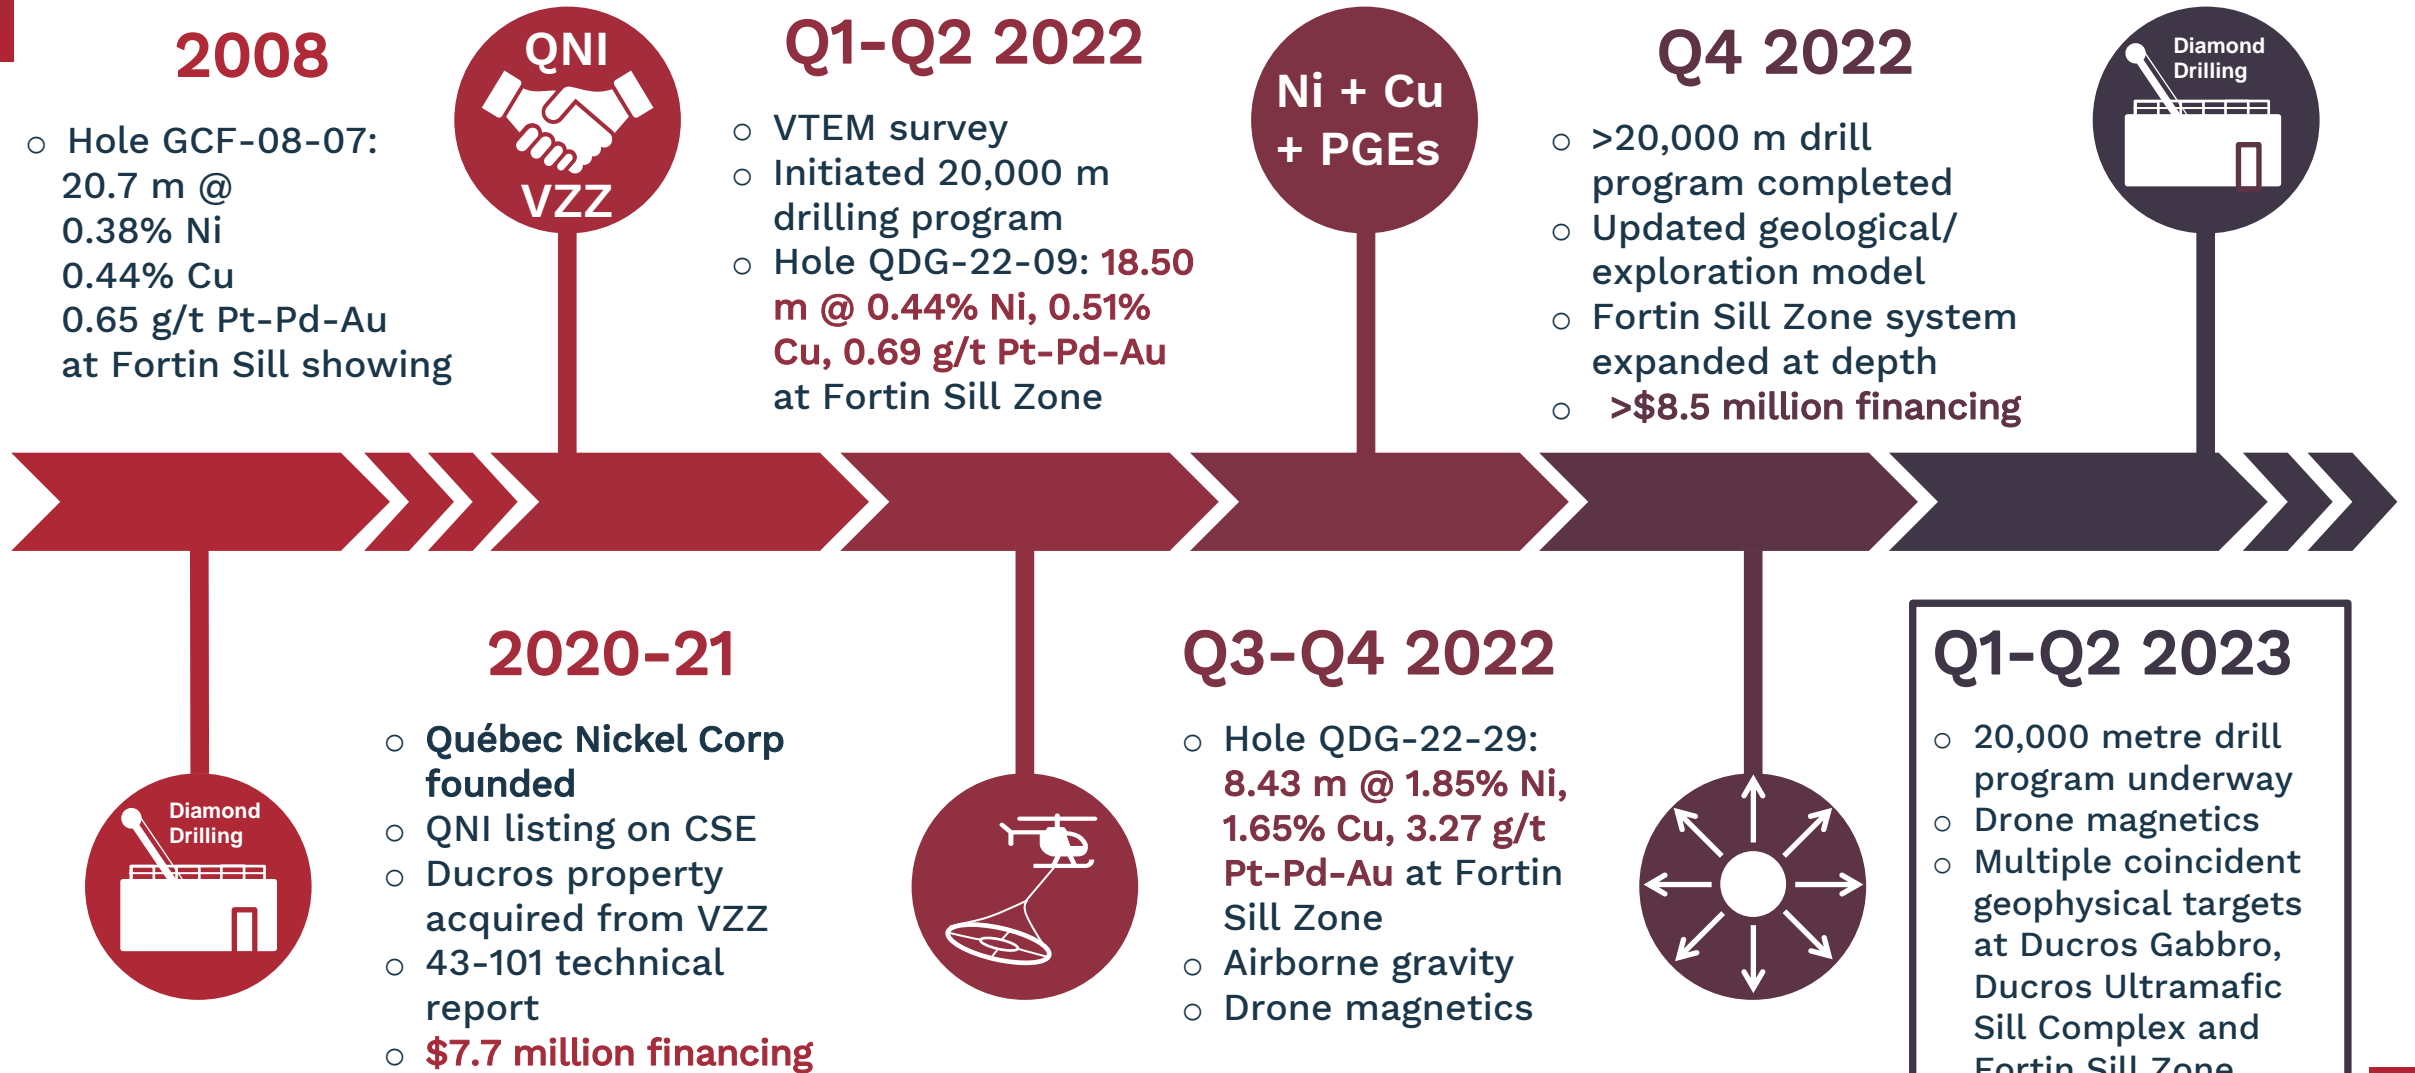 2008
○ Hole GCF-08-07:
20.7 m @
0.38% Ni
0.44% Cu
0.65 g/t Pt-Pd-Au
at Fortin Sill showing
QNI
VZZ
Q1-Q2 2022
○ VTEM survey
○ Initiated 20,000 m
drilling program
○ Hole QDG-22-09: 18.50
m @ 0.44% Ni, 0.51%
Cu, 0.69 g/t Pt-Pd-Au
at Fortin Sill Zone
Ni + Cu
+ PGEs
Q4 2022
○ >20,000 m drill
program completed
○ Updated geological/
exploration model
○ Fortin Sill Zone system
expanded at depth
○ >$8.5 million financing
Diamond
Drilling
Diamond
Drilling
2020-21
○ Québec Nickel Corp
founded
○ QNI listing on CSE
○ Ducros property
acquired from VZZ
○ 43-101 technical
report
○ $7.7 million financing
Q3-Q4 2022
○ Hole QDG-22-29:
8.43 m @ 1.85% Ni,
1.65% Cu, 3.27 g/t
Pt-Pd-Au at Fortin
Sill Zone
○ Airborne gravity
○ Drone magnetics
Q1-Q2 2023
○ 20,000 metre drill
program underway
○ Drone magnetics
○ Multiple coincident
geophysical targets
at Ducros Gabbro,
Ducros Ultramafic
Sill Complex and
Fortin Sill Zone